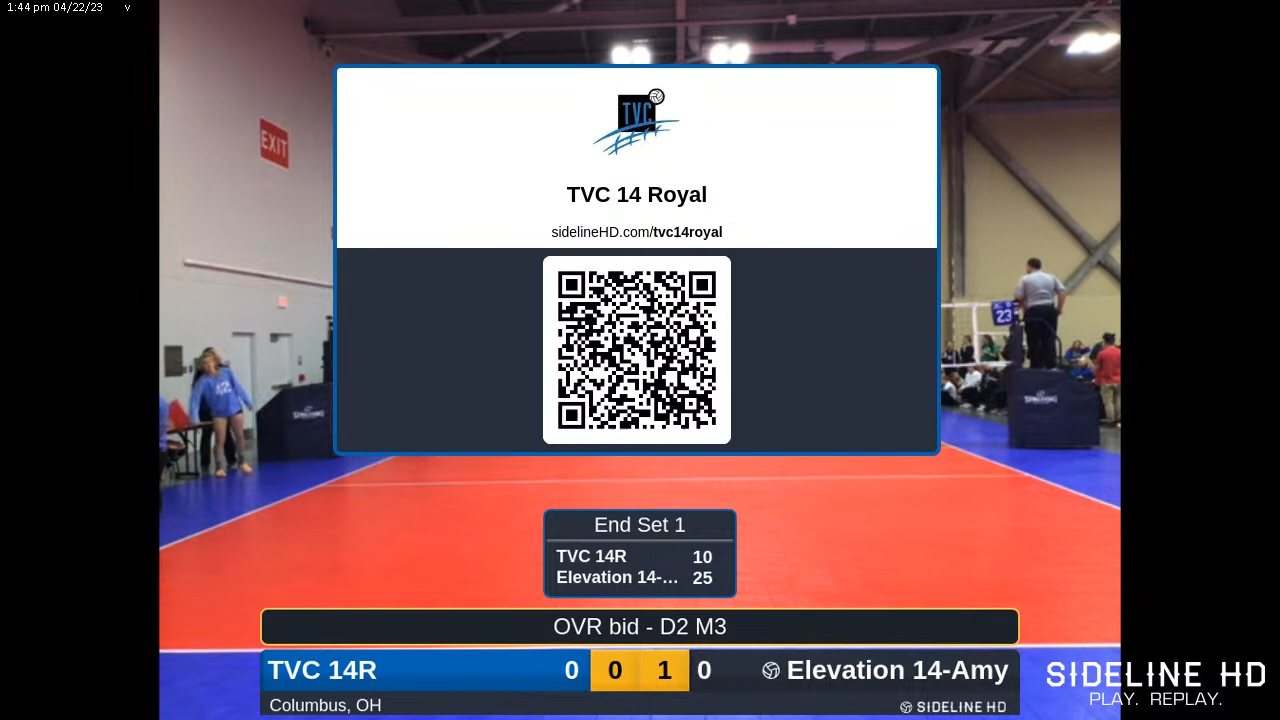 1:44 pm 04/22/23 v
EXIT
TVC
TVC 14 Royal
sidelineHD.com/tvc14royal
23
SPALDING
SPALDING
End Set 1
TVC 14R 10
Elevation 14-... 25
OVR bid - D2 M3
TVC 14R 0 0 1 0 Elevation 14-Amy
Columbus, OH SIDELINE HD
SIDELINE HD
PLAY. REPLAY.